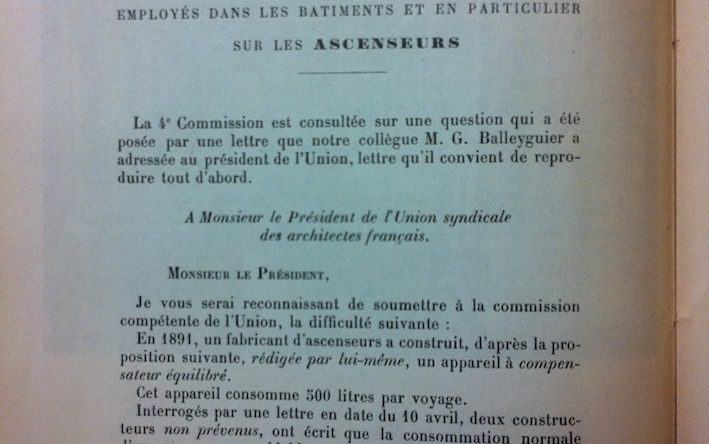 EMPLOYÉS DANS LES BATIMENTS ET EN PARTICULIER
SUR LES ASCENSEURS
La 4e Commission est consultée sur une question qui a été
posée par une lettre que notre collègue M. G. Balleyguier a
adressée au président de l'Union, lettre qu'il convient de repro-
duire tout d'abord.
A Monsieur le Président de l'Union syndicale
des architectes français.
MONSIEUR LE PRÉSIDENT,
Je vous serai reconnaissant de soumettre à la commission
compétente de l'Union, la difficulté suivante :
En 1891, un fabricant d'ascenseurs a construit, d'après la pro-
position suivante, rédigée par lui-même, un appareil à compen-
sateur équilibré.
Cet appareil consomme 500 litres par voyage.
Interrogés par une lettre en date du 10 avril, deux construc-
teurs non prévenus, ont écrit que la consommation normale